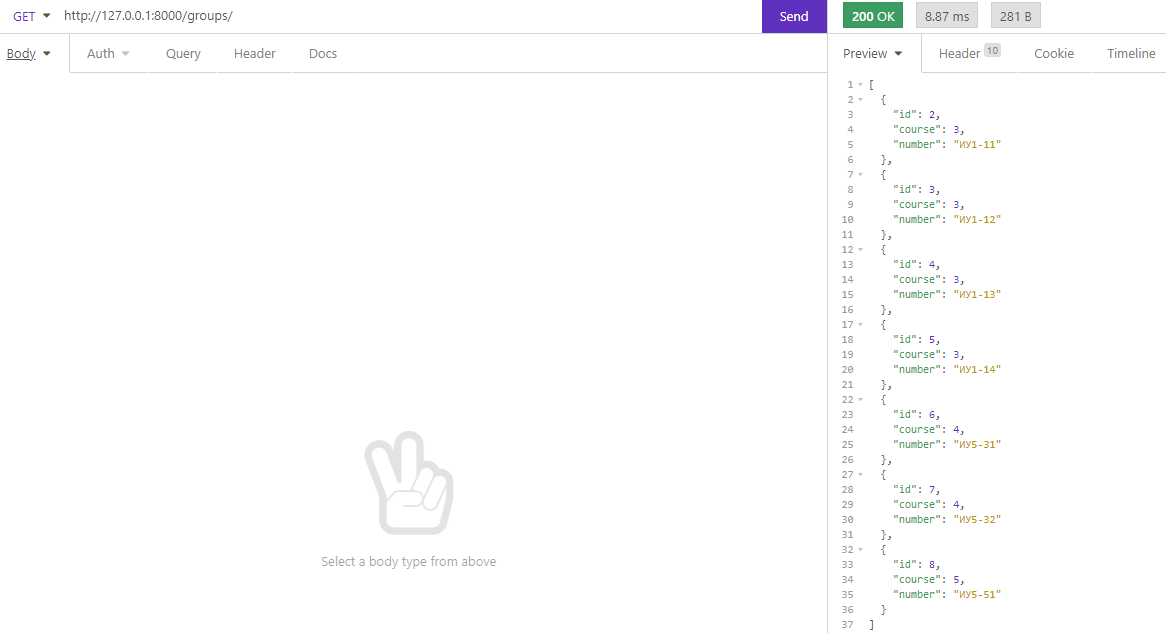 GET http://127.0.0.1:8000/groups/ Send 200 OK 8.87 ms 281 B
Body Auth Query Header Docs Preview Header 10 Cookie Timeline
1 [
2 {
3 "id": 2,
4 "course": 3,
5 "number": "ИУ1-11"
6 },
7 {
8 "id": 3,
9 "course": 3,
10 "number": "ИУ1-12"
11 },
12 {
13 "id": 4,
14 "course": 3,
15 "number": "ИУ1-13"
16 },
17 {
18 "id": 5,
19 "course": 3,
20 "number": "ИУ1-14"
21 },
22 {
23 "id": 6,
24 "course": 4,
25 "number": "ИУ5-31"
26 },
27 {
28 "id": 7,
29 "course": 4,
30 "number": "ИУ5-32"
31 },
32 {
33 "id": 8,
34 "course": 5,
35 "number": "ИУ5-51"
36 }
37 ]
Select a body type from above